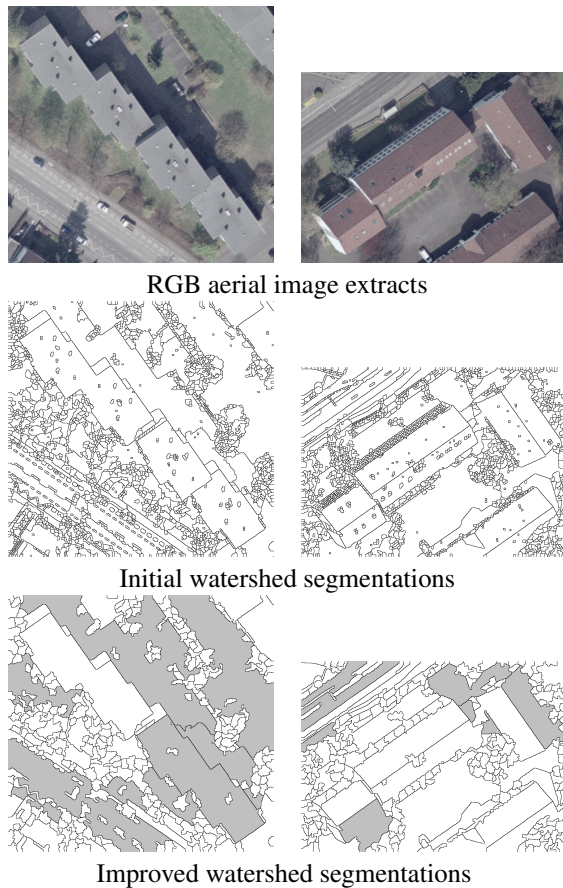 RGB aerial image extracts
Initial watershed segmentations
Improved watershed segmentations